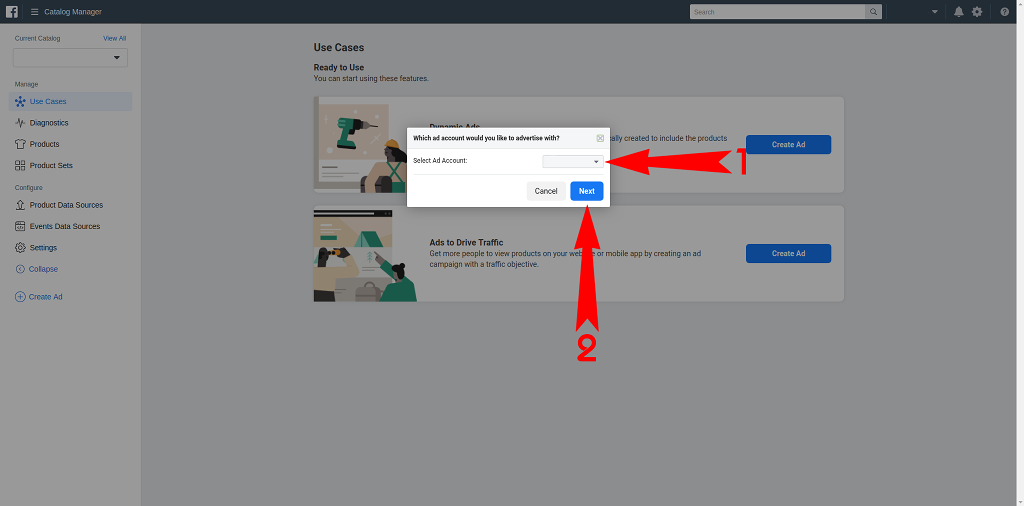 Catalog Manager
Search
Current Catalog
View All
Manage
Use Cases
Diagnostics
Products
Product Sets
Configure
Product Data Sources
Events Data Sources
Settings
Collapse
Create Ad
Use Cases
Ready to Use
You can start using these features.
Dynamic Ads
ally created to include the products
Create Ad
Which ad account would you like to advertise with?
Select Ad Account:
1
Cancel
Next
2
Ads to Drive Traffic
Get more people to view products on your website or mobile app by creating an ad
campaign with a traffic objective.
Create Ad